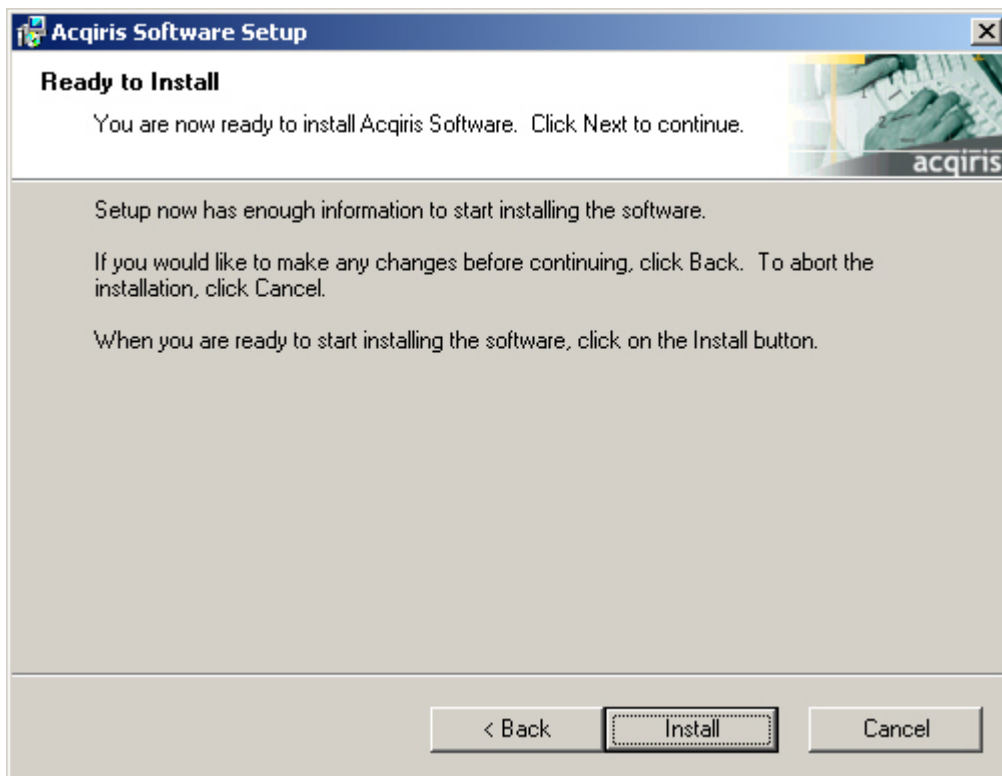 Acqiris Software Setup
Ready to Install
You are now ready to install Acqiris Software. Click Next to continue.
acqiris
Setup now has enough information to start installing the software.
If you would like to make any changes before continuing, click Back. To abort the
installation, click Cancel.
When you are ready to start installing the software, click on the Install button.
< Back
Install
Cancel